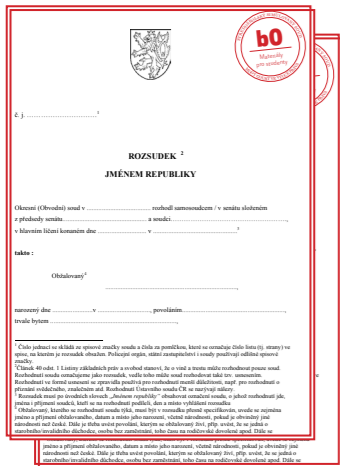 b0
Materiály
pro studenty
č. j. ................................¹
ROZSUDEK ²
JMÉNEM REPUBLIKY
Okresní (Obvodní) soud v ................................ rozhodl samosoudcem / v senátu složeném
z předsedy senátu........................................ a soudci........................................................,
v hlavním líčení konaném dne ........................ v ........................................³
takto :
Obžalovaný⁴
................................................................,
narozený dne ................ v ........................, povoláním ........................................,
trvale bytem ........................................................,
¹ Číslo jednací se skládá ze spisové značky soudu a čísla za pomlčkou, které se označuje číslo listu (tj. strany) ve
spise, na kterém je rozsudek obsažen. Policejní orgán, státní zastupitelství i soudy používají odlišné spisové
značky.
²Článek 40 odst. 1 Listiny základních práv a svobod stanoví, že o vině a trestu může rozhodnout pouze soud.
Rozhodnutí soudu označujeme jako rozsudek, vedle toho může soud rozhodovat také tzv. usnesením.
Rozhodnutí ve formě usnesení se zpravidla používá pro rozhodnutí menší důležitosti, např. pro rozhodnutí o
přiznání svědečného, znalečném atd. Rozhodnutí Ústavního soudu ČR se nazývají nálezy.
³ Rozsudek musí po úvodních slovech „Jménem republiky“ obsahovat označení soudu, o jehož rozhodnutí jde,
jména a příjmení soudců, kteří se na rozhodnutí podíleli, den a místo vyhlášení rozsudku
⁴ Obžalovaný, kterého se rozhodnutí soudu týká, musí být v rozsudku přesně specifikován, uvede se zejména
jméno a příjmení obžalovaného, datum a místo jeho narození, včetně národnosti, pokud je obviněný jiné
národnosti než české. Dále je třeba uvést povolání, kterým se obžalovaný živí, příp. uvést, že se jedná o
starobního/invalidního důchodce, osobu bez zaměstnání, toho času na rodičovské dovolené apod. Dále se
jméno a příjmení obžalovaného, datum a místo jeho narození, včetně národnosti, pokud je obviněný jiné
národnosti než české. Dále je třeba uvést povolání, kterým se obžalovaný živí, příp. uvést, že se jedná o
starobního/invalidního důchodce, osobu bez zaměstnání, toho času na rodičovské dovolené apod. Dále se